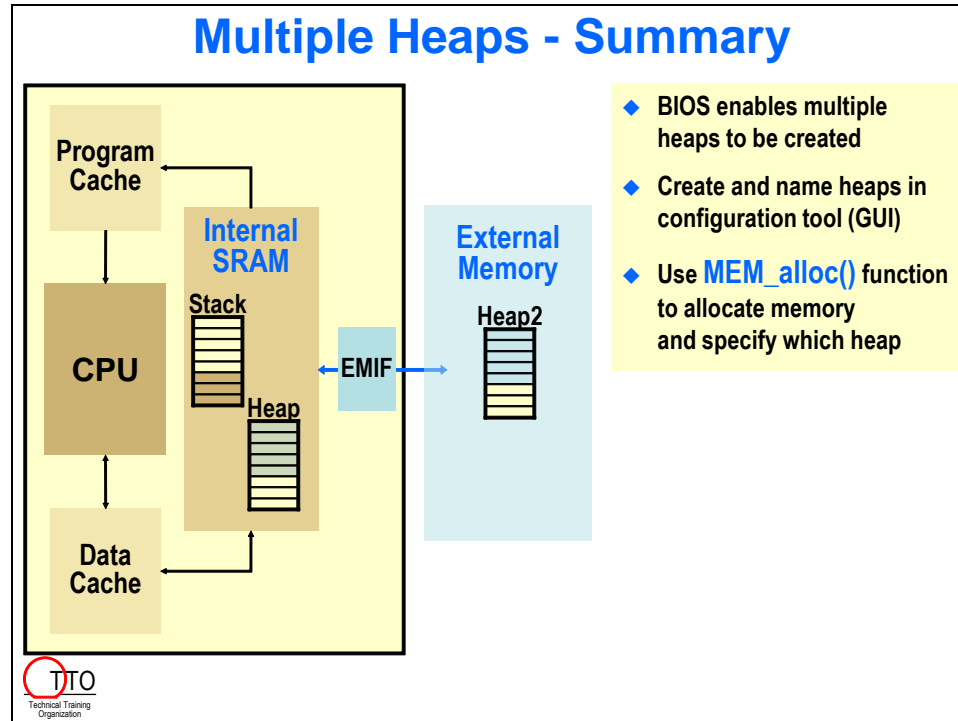 Multiple Heaps - Summary
Program
Cache
CPU
Data
Cache
Internal
SRAM
Stack
Heap
EMIF
External
Memory
Heap2
◆ BIOS enables multiple
heaps to be created
◆ Create and name heaps in
configuration tool (GUI)
◆ Use MEM_alloc() function
to allocate memory
and specify which heap
TTO
Technical Training
Organization